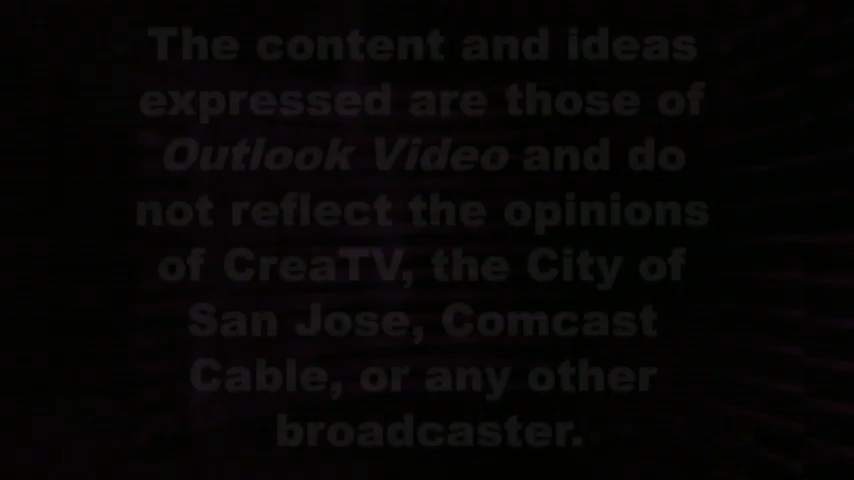 The content and ideas
expressed are those of
Outlook Video and do
not reflect the opinions
of CreaTV, the City of
San Jose, Comcast
Cable, or any other
broadcaster.